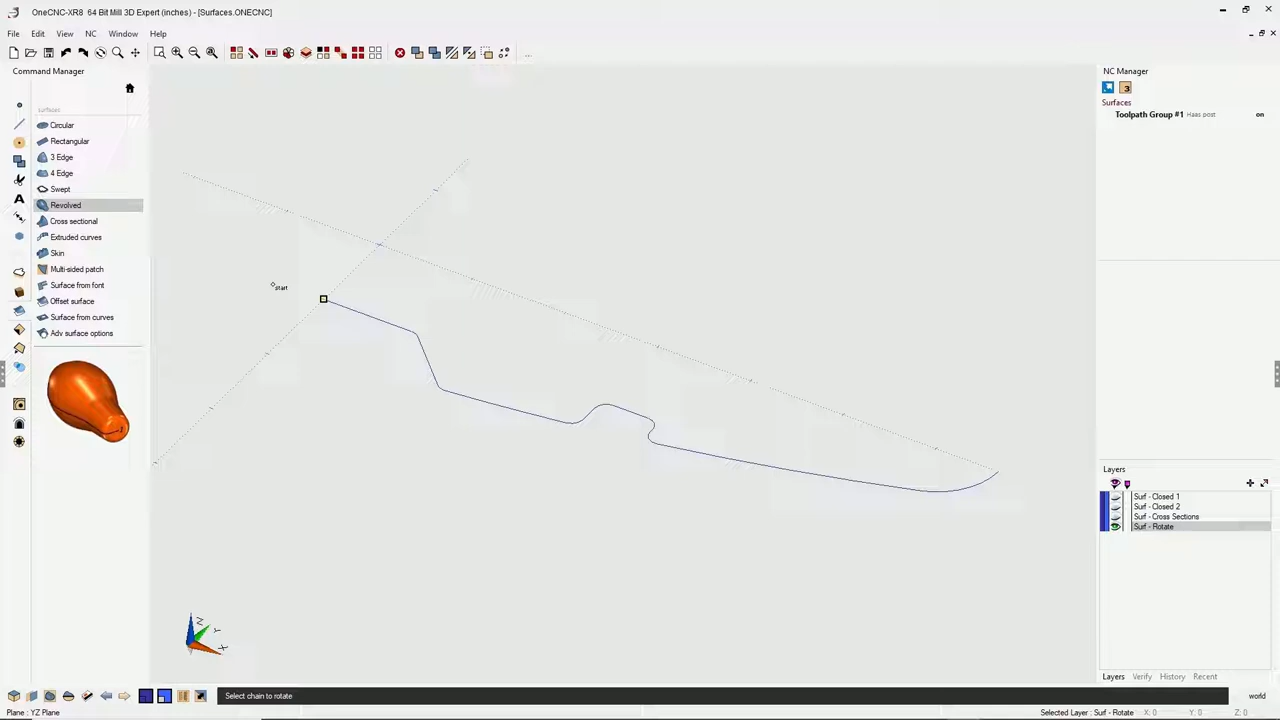 OneCNC-XR8 64 Bit Mill 3D Expert (inches) - [Surfaces.ONECNC]
File Edit View NC Window Help
Command Manager
surfaces
Circular
Rectangular
3 Edge
4 Edge
Swept
Revolved
Cross sectional
Extruded curves
Skin
Multi-sided patch
Surface from font
Offset surface
Surface from curves
Adv surface options
start
Z
Y
X
NC Manager
Surfaces
Toolpath Group #1 Haas post on
Layers
Surf - Closed 1
Surf - Closed 2
Surf - Cross Sections
Surf - Rotate
Layers Verify History Recent
Select chain to rotate
world
Plane : YZ Plane
Selected Layer : Surf - Rotate X: 0 Y: 0 Z: 0